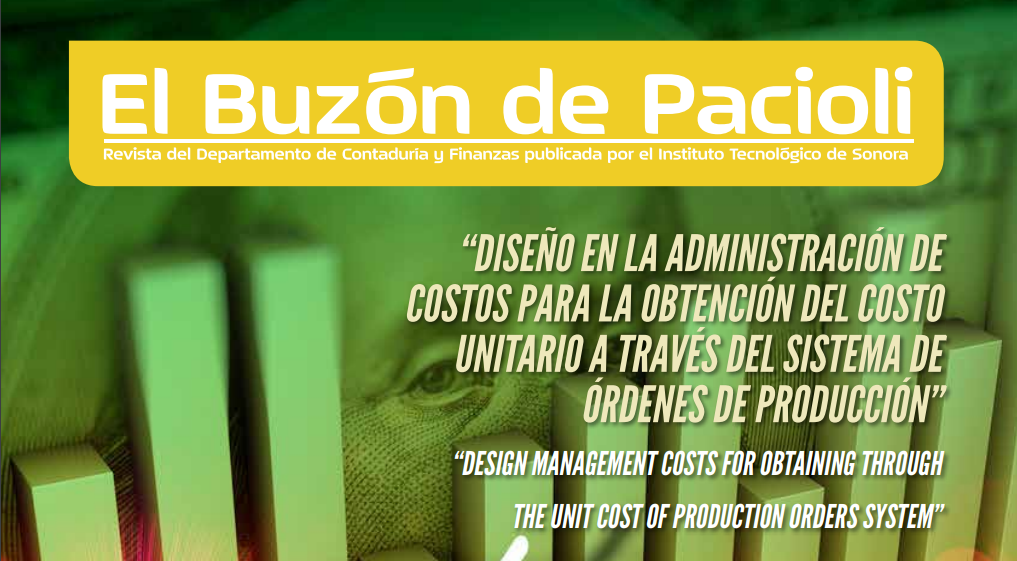 El Buzón de Pacioli
Revista del Departamento de Contaduría y Finanzas publicada por el Instituto Tecnológico de Sonora
“DISEÑO EN LA ADMINISTRACIÓN DE
COSTOS PARA LA OBTENCIÓN DEL COSTO
UNITARIO A TRAVÉS DEL SISTEMA DE
ÓRDENES DE PRODUCCIÓN”
“DESIGN MANAGEMENT COSTS FOR OBTAINING THROUGH
THE UNIT COST OF PRODUCTION ORDERS SYSTEM”